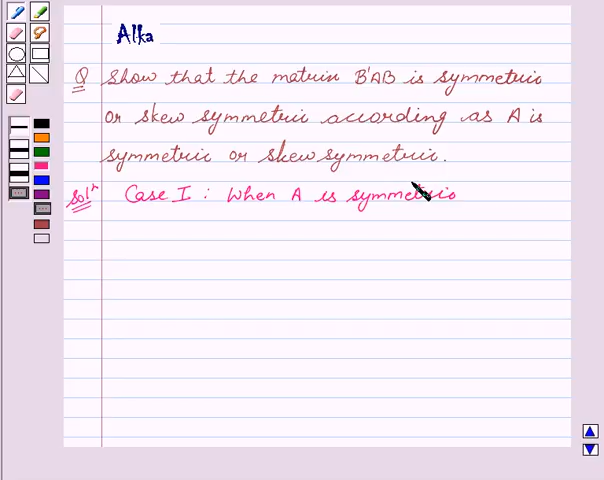 Alka
Q Show that the matrix B'AB is symmetric
or skew symmetric according as A is
symmetric or skew symmetric.
Solⁿ Case I : When A is symmetric